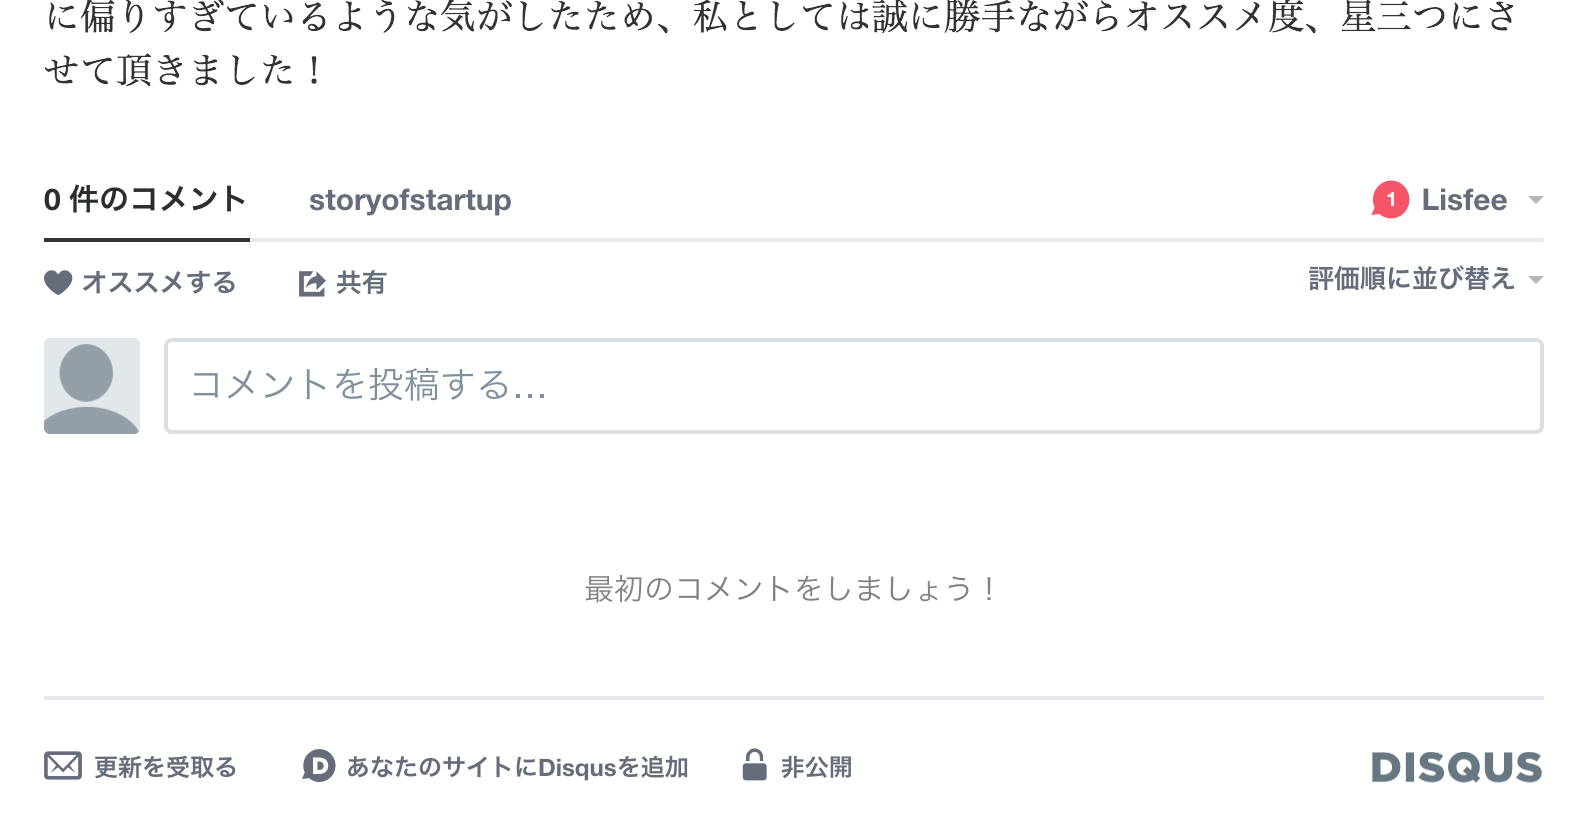 に偏りすぎているような気がしたため、私としては誠に勝手ながらオススメ度、星三つにさ
せて頂きました！
0 件のコメント
storyofstartup
1
Lisfee
オススメする
共有
評価順に並び替え
コメントを投稿する...
最初のコメントをしましょう！
更新を受取る
D
あなたのサイトにDisqusを追加
非公開
DISQUS